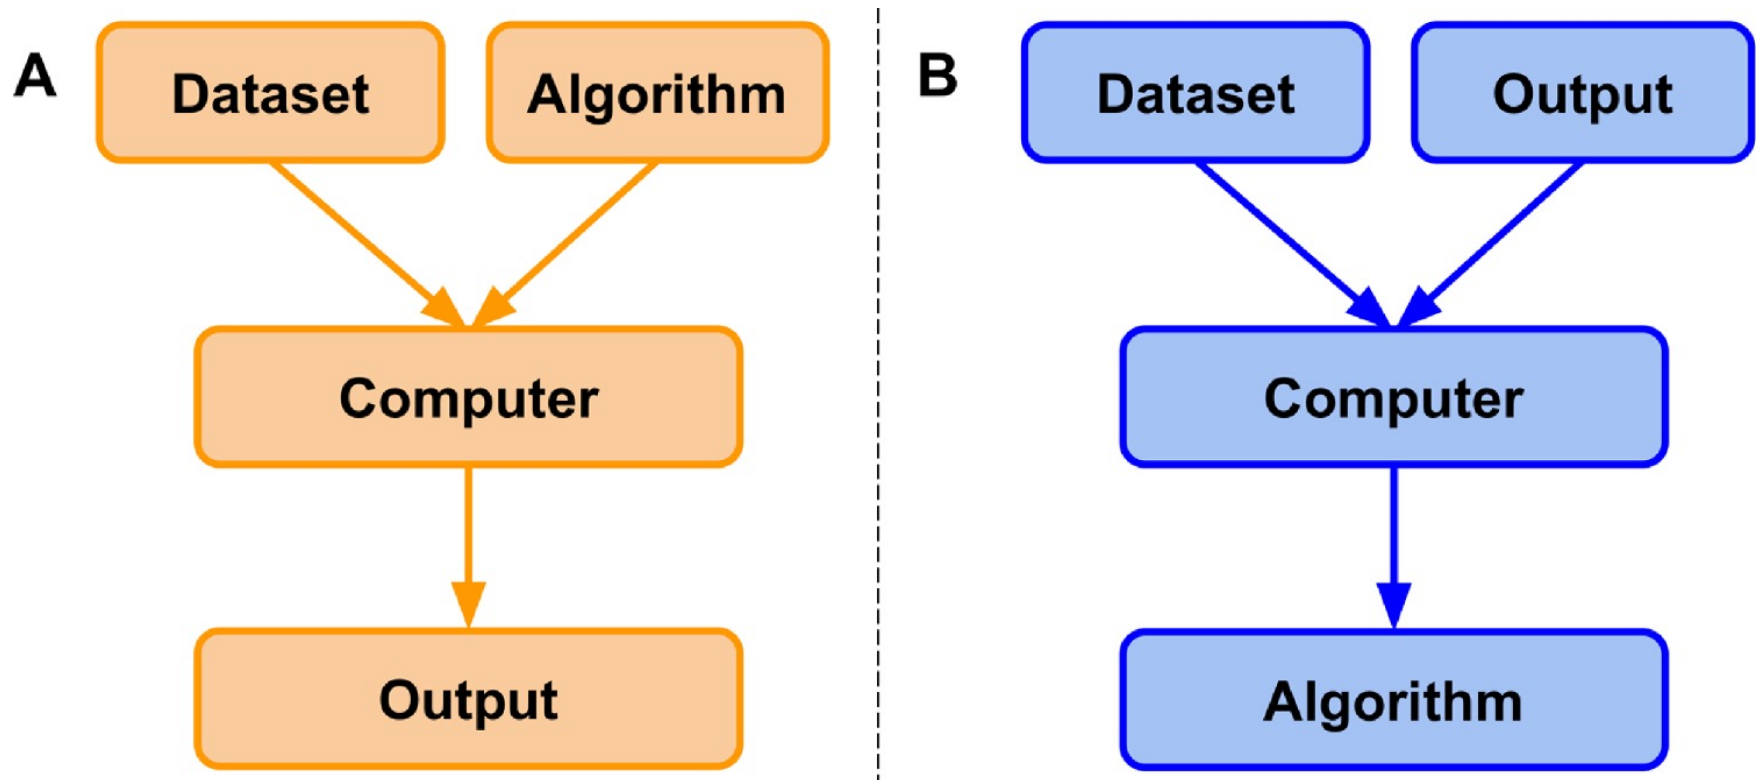 A
Dataset
Algorithm
Computer
Output
B
Dataset
Output
Computer
Algorithm